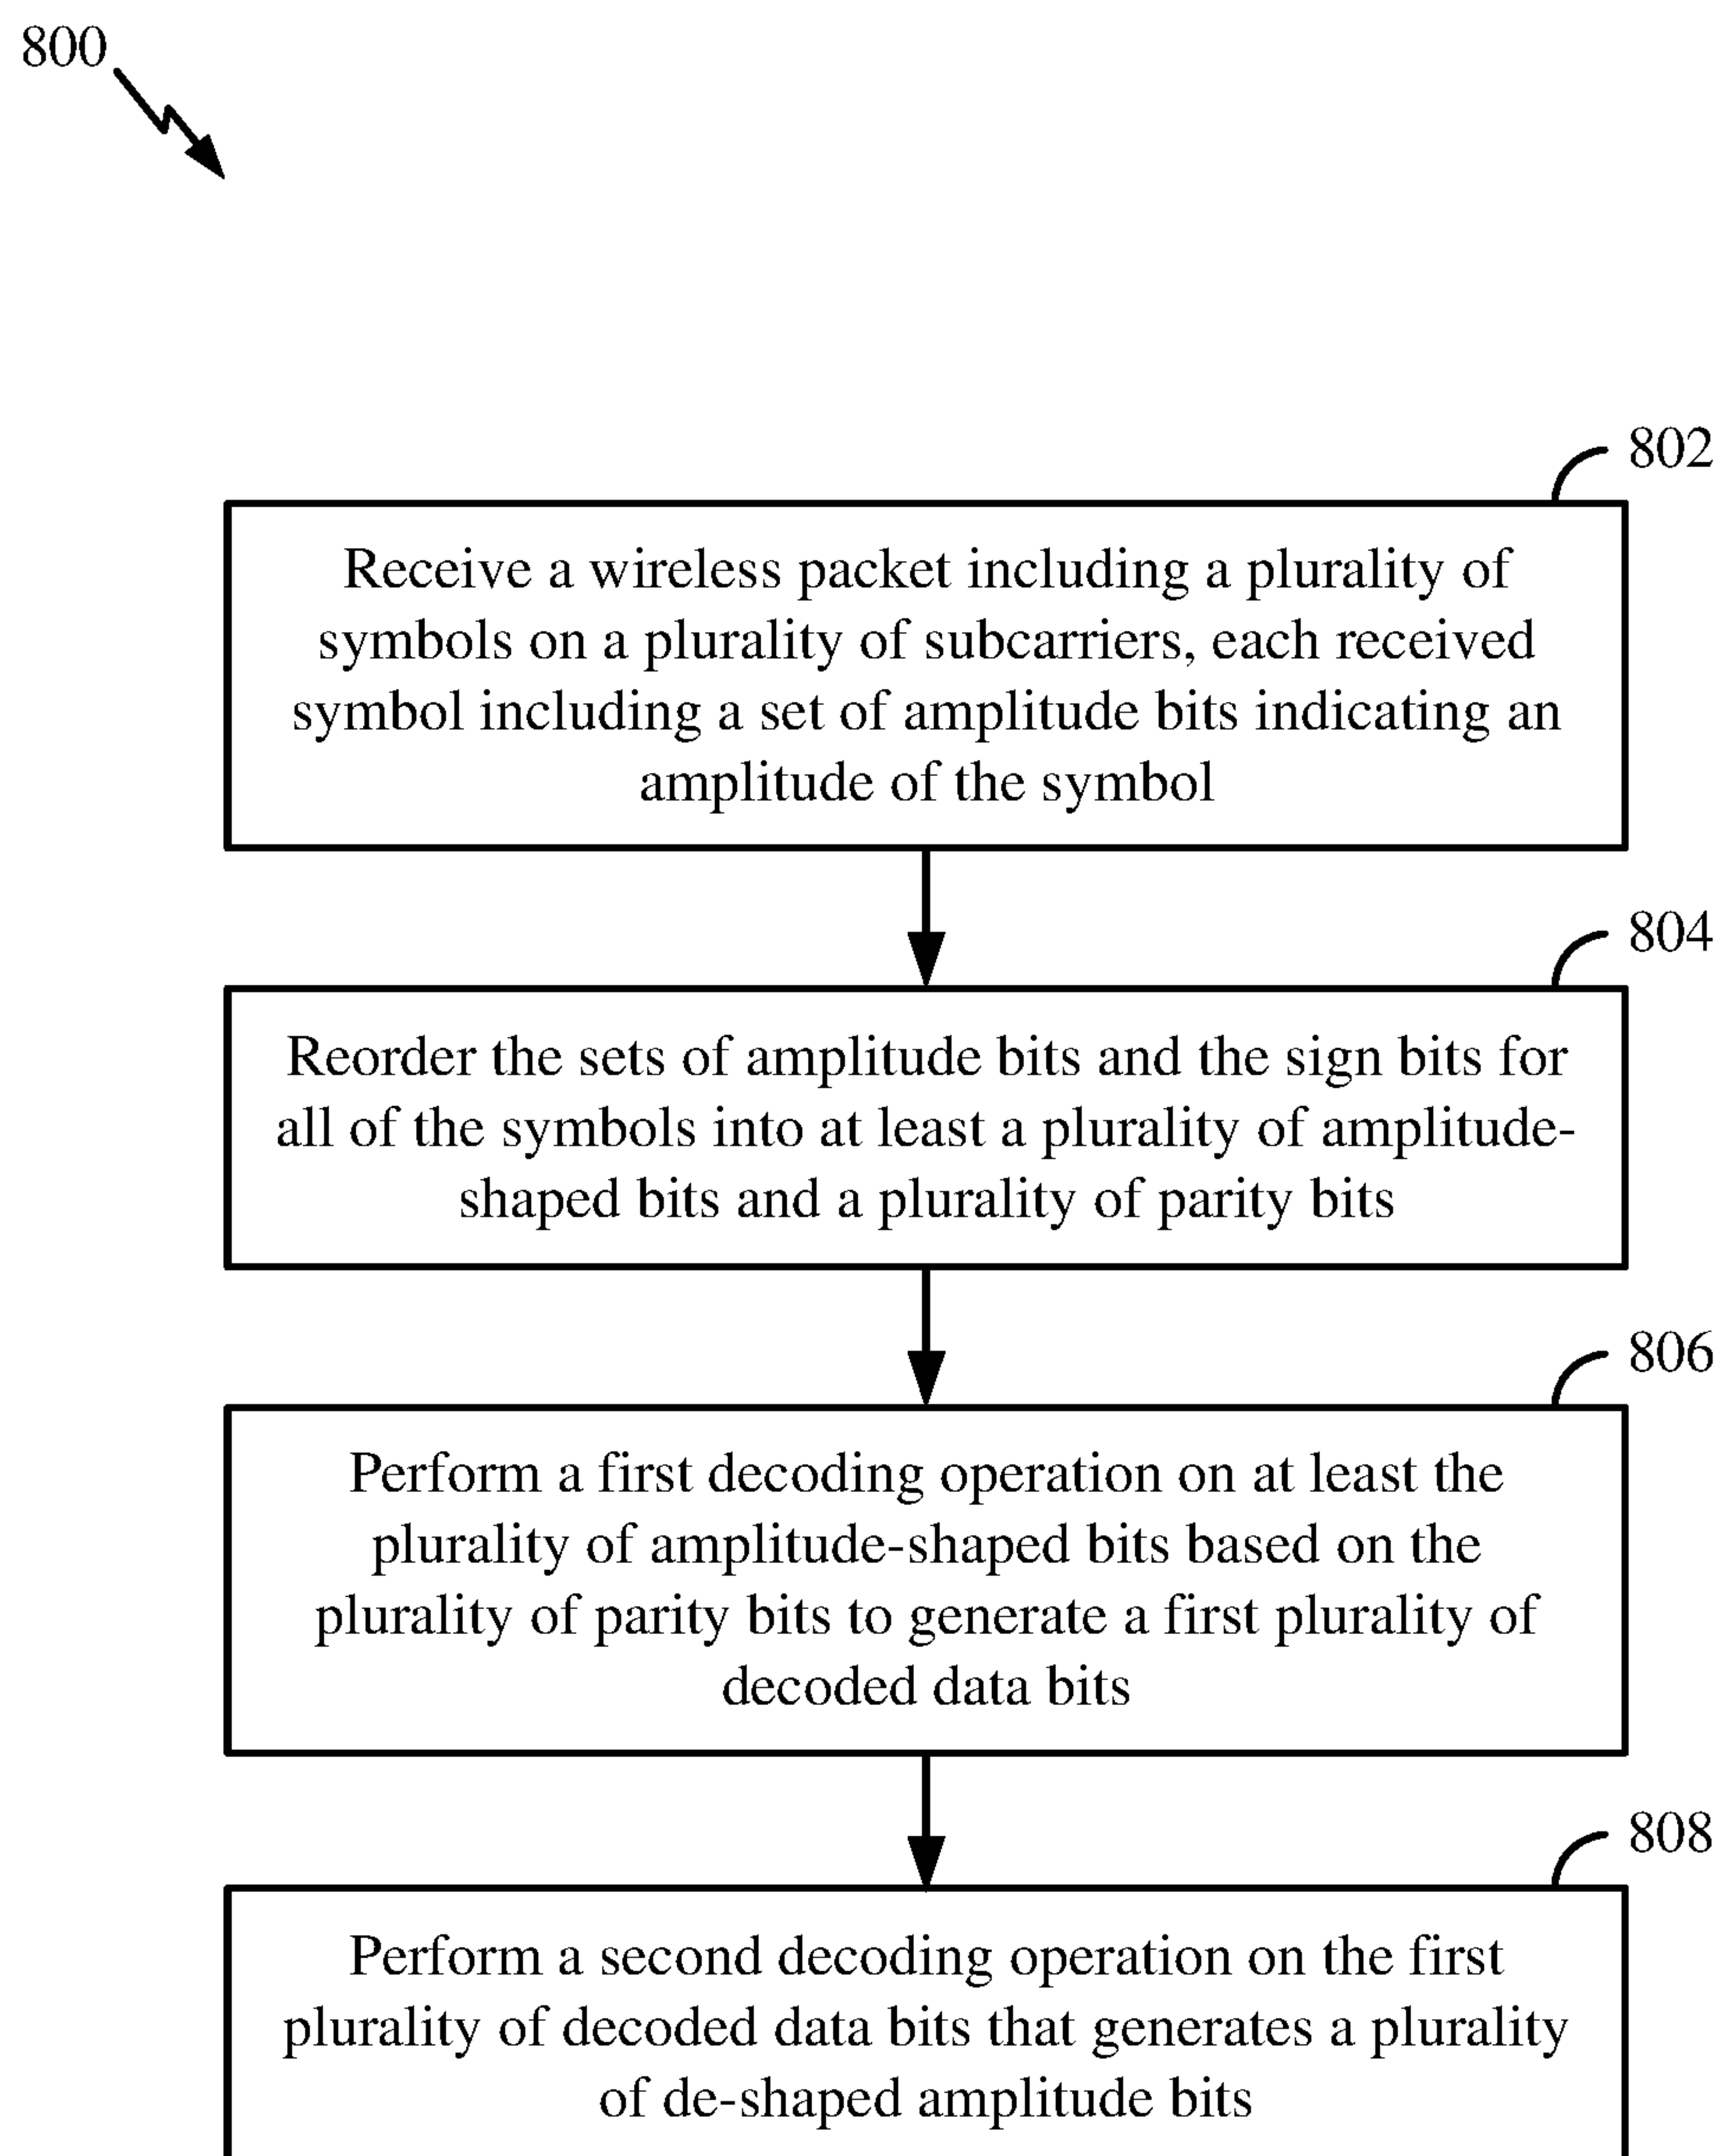 800
802
Receive a wireless packet including a plurality of
symbols on a plurality of subcarriers, each received
symbol including a set of amplitude bits indicating an
amplitude of the symbol
804
Reorder the sets of amplitude bits and the sign bits for
all of the symbols into at least a plurality of amplitude-
shaped bits and a plurality of parity bits
806
Perform a first decoding operation on at least the
plurality of amplitude-shaped bits based on the
plurality of parity bits to generate a first plurality of
decoded data bits
808
Perform a second decoding operation on the first
plurality of decoded data bits that generates a plurality
of de-shaped amplitude bits